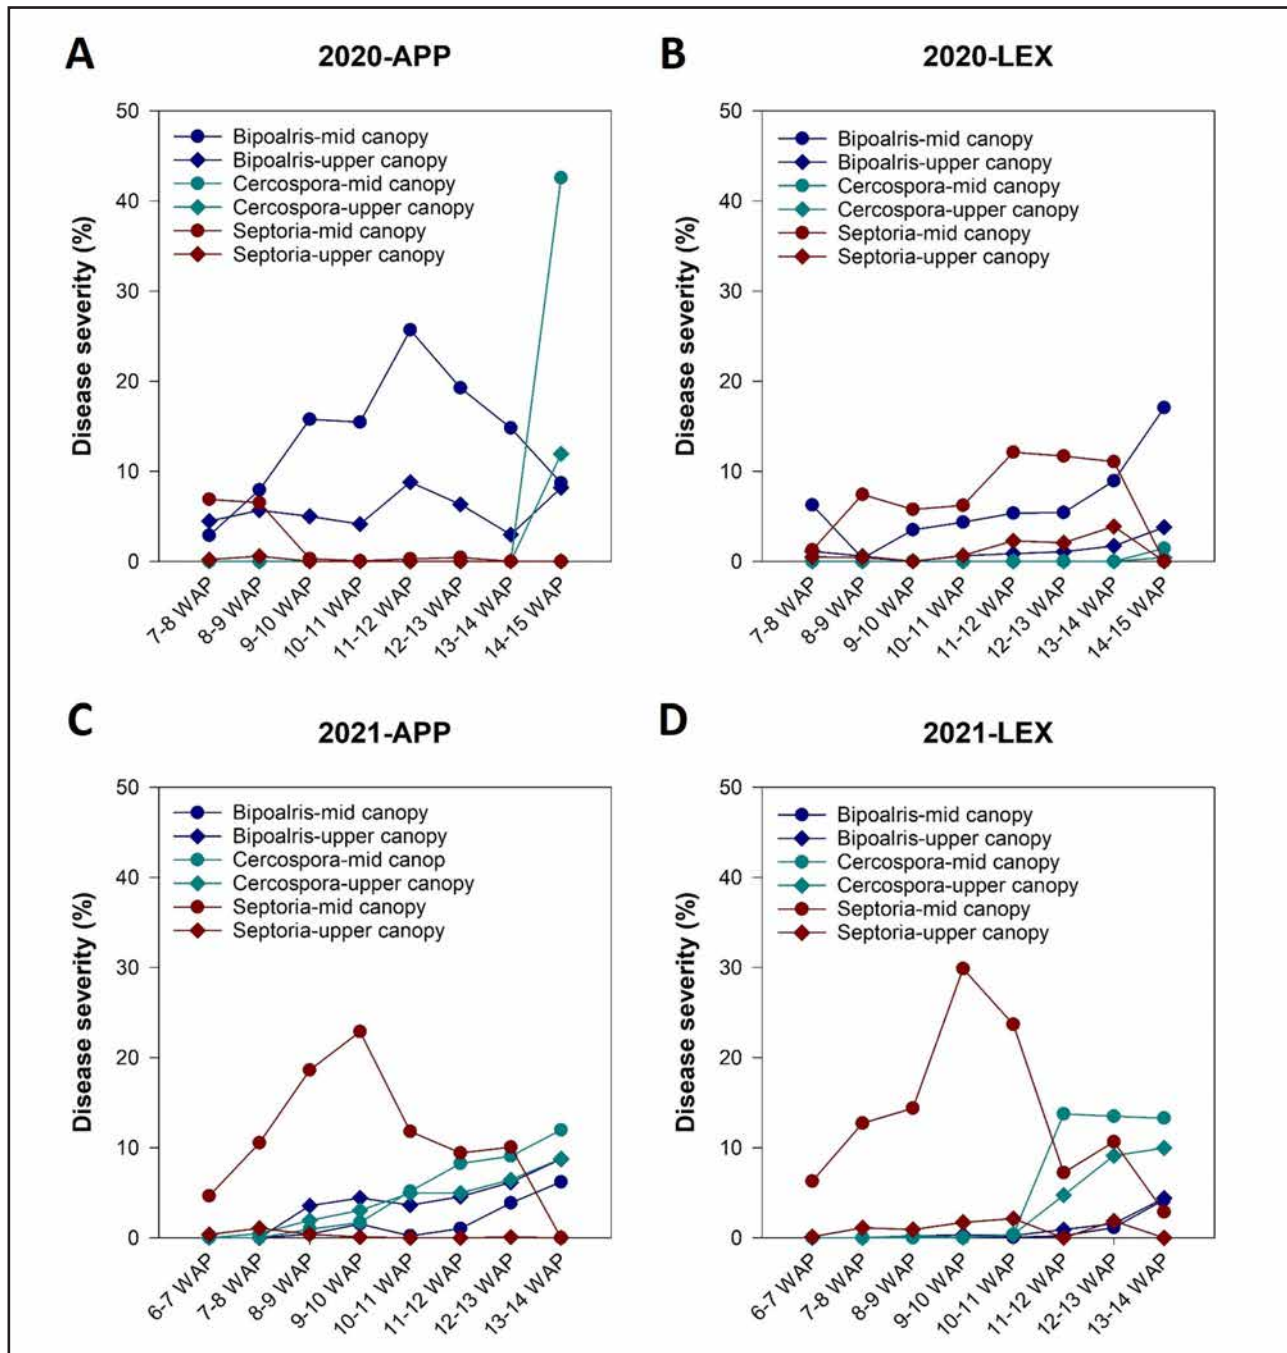 A
2020-APP
Disease severity (%)
50
40
30
20
10
0
Bipoalris-mid canopy
Bipoalris-upper canopy
Cercospora-mid canopy
Cercospora-upper canopy
Septoria-mid canopy
Septoria-upper canopy
7-8 WAP
8-9 WAP
9-10 WAP
10-11 WAP
11-12 WAP
12-13 WAP
13-14 WAP
14-15 WAP
B
2020-LEX
Disease severity (%)
50
40
30
20
10
0
Bipoalris-mid canopy
Bipoalris-upper canopy
Cercospora-mid canopy
Cercospora-upper canopy
Septoria-mid canopy
Septoria-upper canopy
7-8 WAP
8-9 WAP
9-10 WAP
10-11 WAP
11-12 WAP
12-13 WAP
13-14 WAP
14-15 WAP
C
2021-APP
Disease severity (%)
50
40
30
20
10
0
Bipoalris-mid canopy
Bipoalris-upper canopy
Cercospora-mid canop
Cercospora-upper canopy
Septoria-mid canopy
Septoria-upper canopy
6-7 WAP
7-8 WAP
8-9 WAP
9-10 WAP
10-11 WAP
11-12 WAP
12-13 WAP
13-14 WAP
D
2021-LEX
Disease severity (%)
50
40
30
20
10
0
Bipoalris-mid canopy
Bipoalris-upper canopy
Cercospora-mid canopy
Cercospora-upper canopy
Septoria-mid canopy
Septoria-upper canopy
6-7 WAP
7-8 WAP
8-9 WAP
9-10 WAP
10-11 WAP
11-12 WAP
12-13 WAP
13-14 WAP